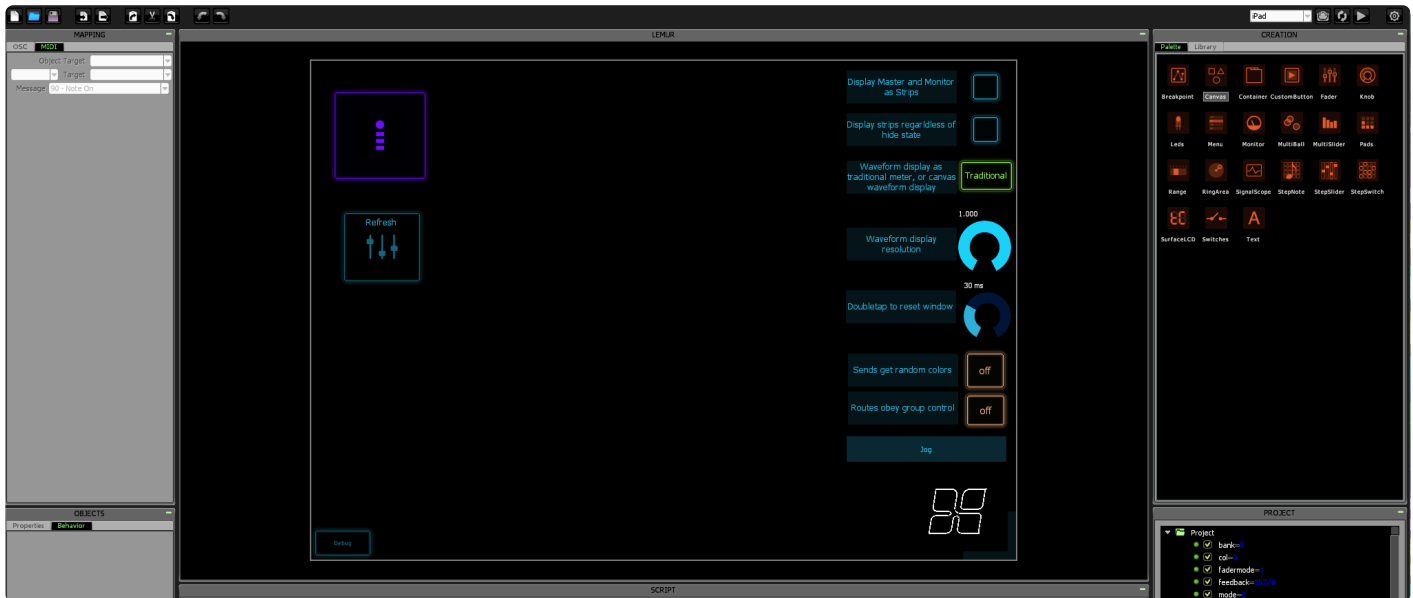 iPad
MAPPING
OSC MIDI
Object Target
Target
Message 90 - Note On
OBJECTS
Properties Behavior
LEMUR
Refresh
Debug
Display Master and Monitor
as Strips
Display strips regarldless of
hide state
Waveform display as
traditional meter, or canvas
waveform display
Traditional
1.000
Waveform display
resolution
30 ms
Doubletap to reset window
Sends get random colors
off
Routes obey group control
off
Jog
SCRIPT
CREATION
Palette Library
Breakpoint Canvas Container CustomButton Fader Knob
Leds Menu Monitor MultiBall MultiSlider Pads
Range RingArea SignalScope StepNote StepSlider StepSwitch
SurfaceLCD Switches Text
PROJECT
Project
bank=
col=
fadermode=
feedback=
mode=